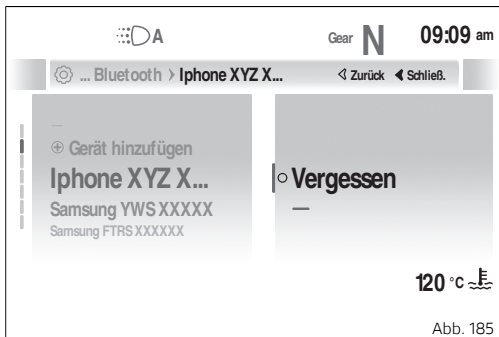 A Gear N 09:09 am
... Bluetooth › Iphone XYZ X... Zurück Schließ.
Gerät hinzufügen
Iphone XYZ X...
Samsung YWS XXXXX
Samsung FTRS XXXXXX
Vergessen
120 °C
Abb. 185